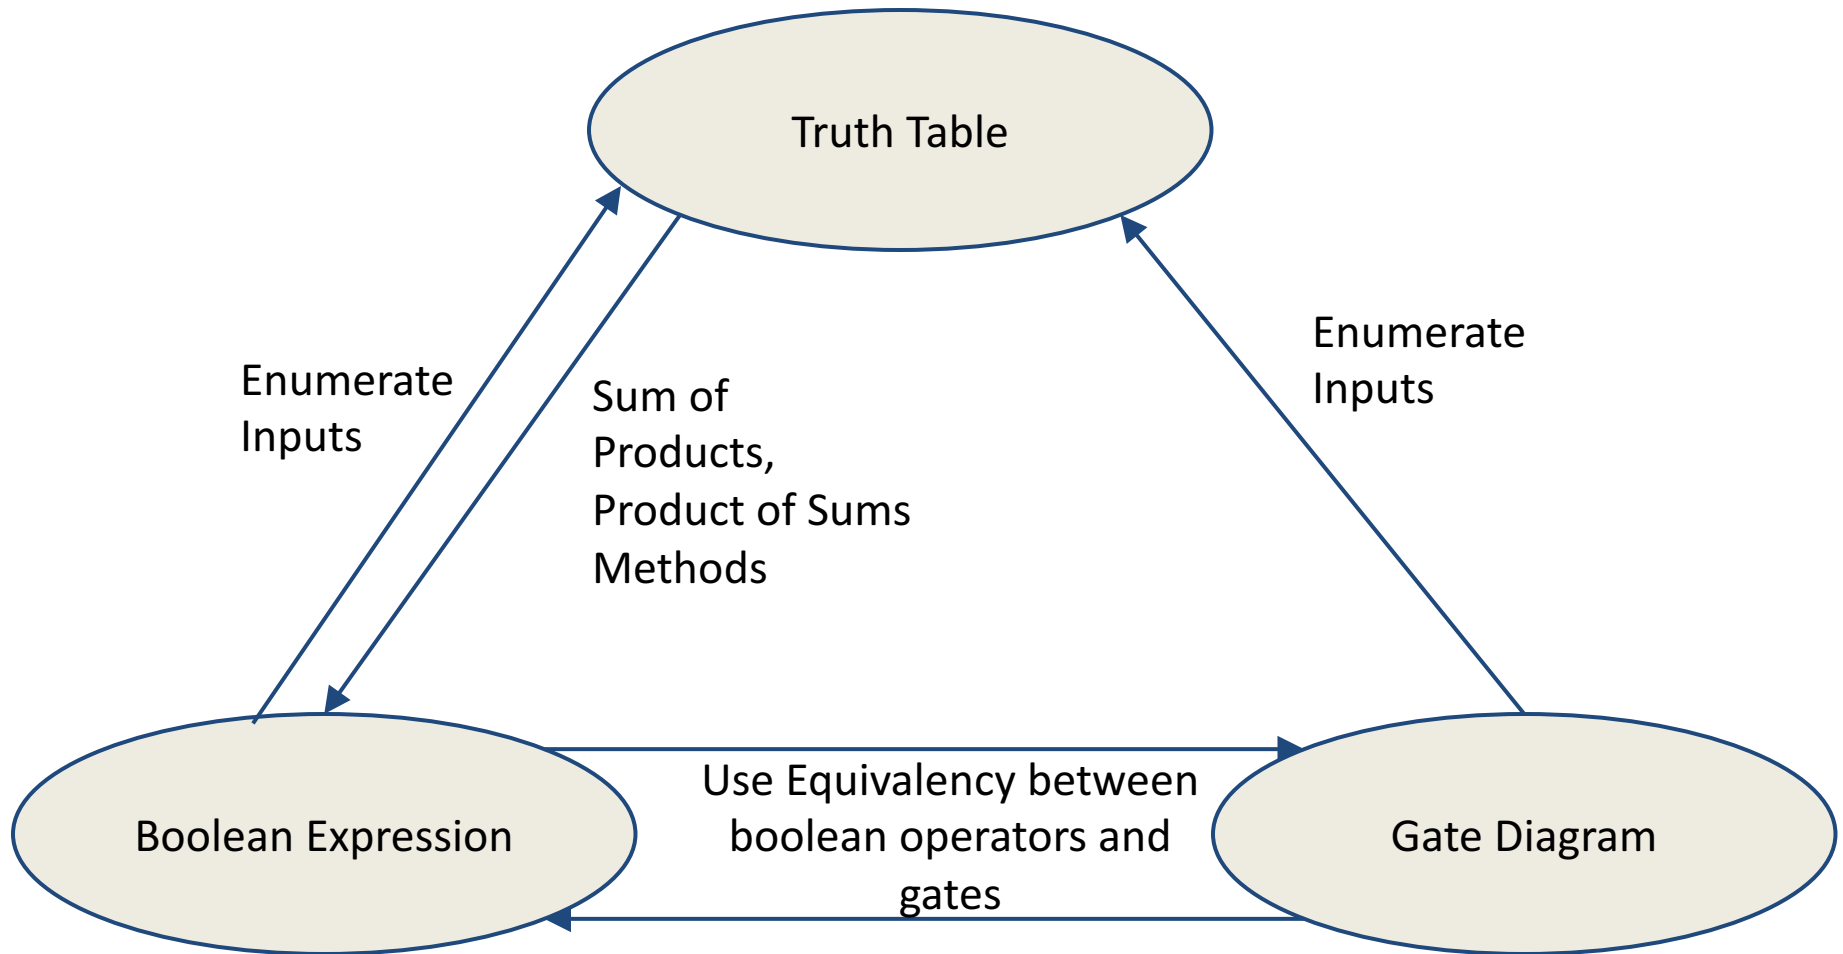 Truth Table
Enumerate
Inputs
Sum of
Products,
Product of Sums
Methods
Enumerate
Inputs
Boolean Expression
Use Equivalency between
boolean operators and
gates
Gate Diagram